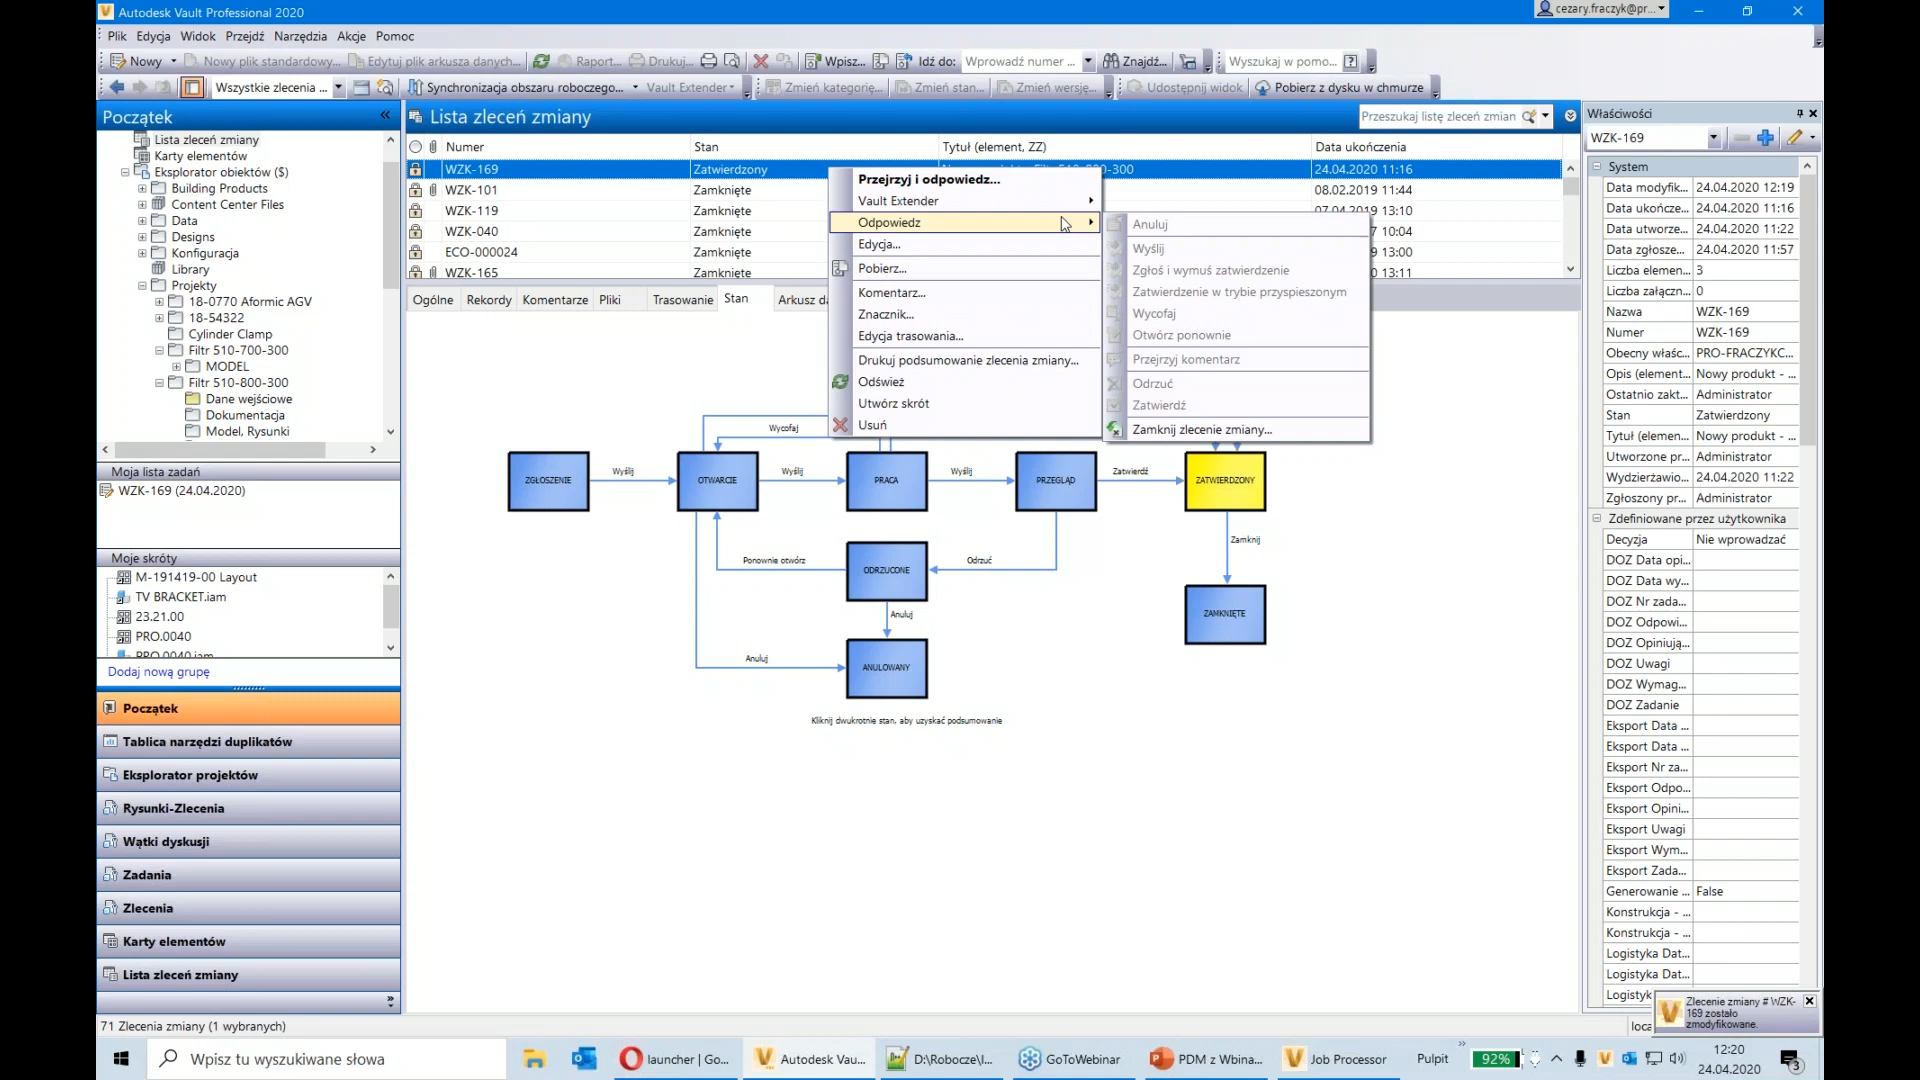 Autodesk Vault Professional 2020
cezary.fraczyk@pr...
Plik Edycja Widok Przejdź Narzędzia Akcje Pomoc
Nowy Nowy plik standardowy... Edytuj plik arkusza danych... Raport... Drukuj... Wpisz... Idź do: Wprowadź numer ... Znajdź... Wyszukaj w pomo...
Wszystkie zlecenia ... Synchronizacja obszaru roboczego... Vault Extender Zmień kategorię... Zmień stan... Zmień wersję... Udostępnij widok Pobierz z dysku w chmurze
Początek
Lista zleceń zmiany
Karty elementów
Eksplorator obiektów ($)
Building Products
Content Center Files
Data
Designs
Konfiguracja
Library
Projekty
18-0770 Aformic AGV
18-54322
Cylinder Clamp
Filtr 510-700-300
MODEL
Filtr 510-800-300
Dane wejściowe
Dokumentacja
Model, Rysunki
Moja lista zadań
WZK-169 (24.04.2020)
Moje skróty
M-191419-00 Layout
TV BRACKET.iam
23.21.00
PRO.0040
PRO.0040.iam
Dodaj nową grupę
Początek
Tablica narzędzi duplikatów
Eksplorator projektów
Rysunki-Zlecenia
Wątki dyskusji
Zadania
Zlecenia
Karty elementów
Lista zleceń zmiany
71 Zlecenia zmiany (1 wybranych)
Lista zleceń zmiany
Przeszukaj listę zleceń zmian
Numer Stan Tytuł (element, ZZ) Data ukończenia
WZK-169 Zatwierdzony 24.04.2020 11:16
WZK-101 Zamknięte 08.02.2019 11:44
WZK-119 Zamknięte 07.04.2019 13:10
WZK-040 Zamknięte 7 10:04
ECO-000024 Zamknięte 3 13:00
WZK-165 Zamknięte 13:11
Ogólne Rekordy Komentarze Pliki Trasowanie Stan Arkusz da
Przejrzyj i odpowiedz...
Vault Extender
Odpowiedz
Edycja...
Pobierz...
Komentarz...
Znacznik...
Edycja trasowania...
Drukuj podsumowanie zlecenia zmiany...
Odśwież
Utwórz skrót
Usuń
Anuluj
Wyślij
Zgłoś i wymuś zatwierdzenie
Zatwierdzenie w trybie przyspieszonym
Wycofaj
Otwórz ponownie
Przejrzyj komentarz
Odrzuć
Zatwierdź
Zamknij zlecenie zmiany...
Wycofaj
ZGŁOSZENIE Wyślij OTWARCIE Wyślij PRACA Wyślij PRZEGLĄD Zatwierdź ZATWIERDZONY
Zamknij
Ponownie otwórz ODRZUCONE Odrzuć
Anuluj
ZAMKNIĘTE
Anuluj ANULOWANY
Kliknij dwukrotnie stan, aby uzyskać podsumowanie
Właściwości
WZK-169
System
Data modyfik... 24.04.2020 12:19
Data ukończe... 24.04.2020 11:16
Data utworze... 24.04.2020 11:22
Data zgłosze... 24.04.2020 11:57
Liczba elemen... 3
Liczba załączn... 0
Nazwa WZK-169
Numer WZK-169
Obecny właśc... PRO-FRACZYKC...
Opis (element... Nowy produkt - ...
Ostatnio zakt... Administrator
Stan Zatwierdzony
Tytuł (elemen... Nowy produkt - ...
Utworzone pr... Administrator
Wydzierżawio... 24.04.2020 11:22
Zgłoszony pr... Administrator
Zdefiniowane przez użytkownika
Decyzja Nie wprowadzać
DOZ Data opi...
DOZ Data wy...
DOZ Nr zada...
DOZ Odpowi...
DOZ Opiniują...
DOZ Uwagi
DOZ Wymag...
DOZ Zadanie
Eksport Data ...
Eksport Data ...
Eksport Nr za...
Eksport Odpo...
Eksport Opini...
Eksport Uwagi
Eksport Wym...
Eksport Zada...
Generowanie ... False
Konstrukcja - ...
Konstrukcja - ...
Logistyka Dat...
Logistyka Dat...
Logistyk
Zlecenie zmiany # WZK-
169 zostało
zmodyfikowane.
Wpisz tu wyszukiwane słowa
launcher | Go... Autodesk Vau... D:\Robocze\I... GoToWebinar PDM z Wbina... Job Processor Pulpit 92%
12:20
24.04.2020
3